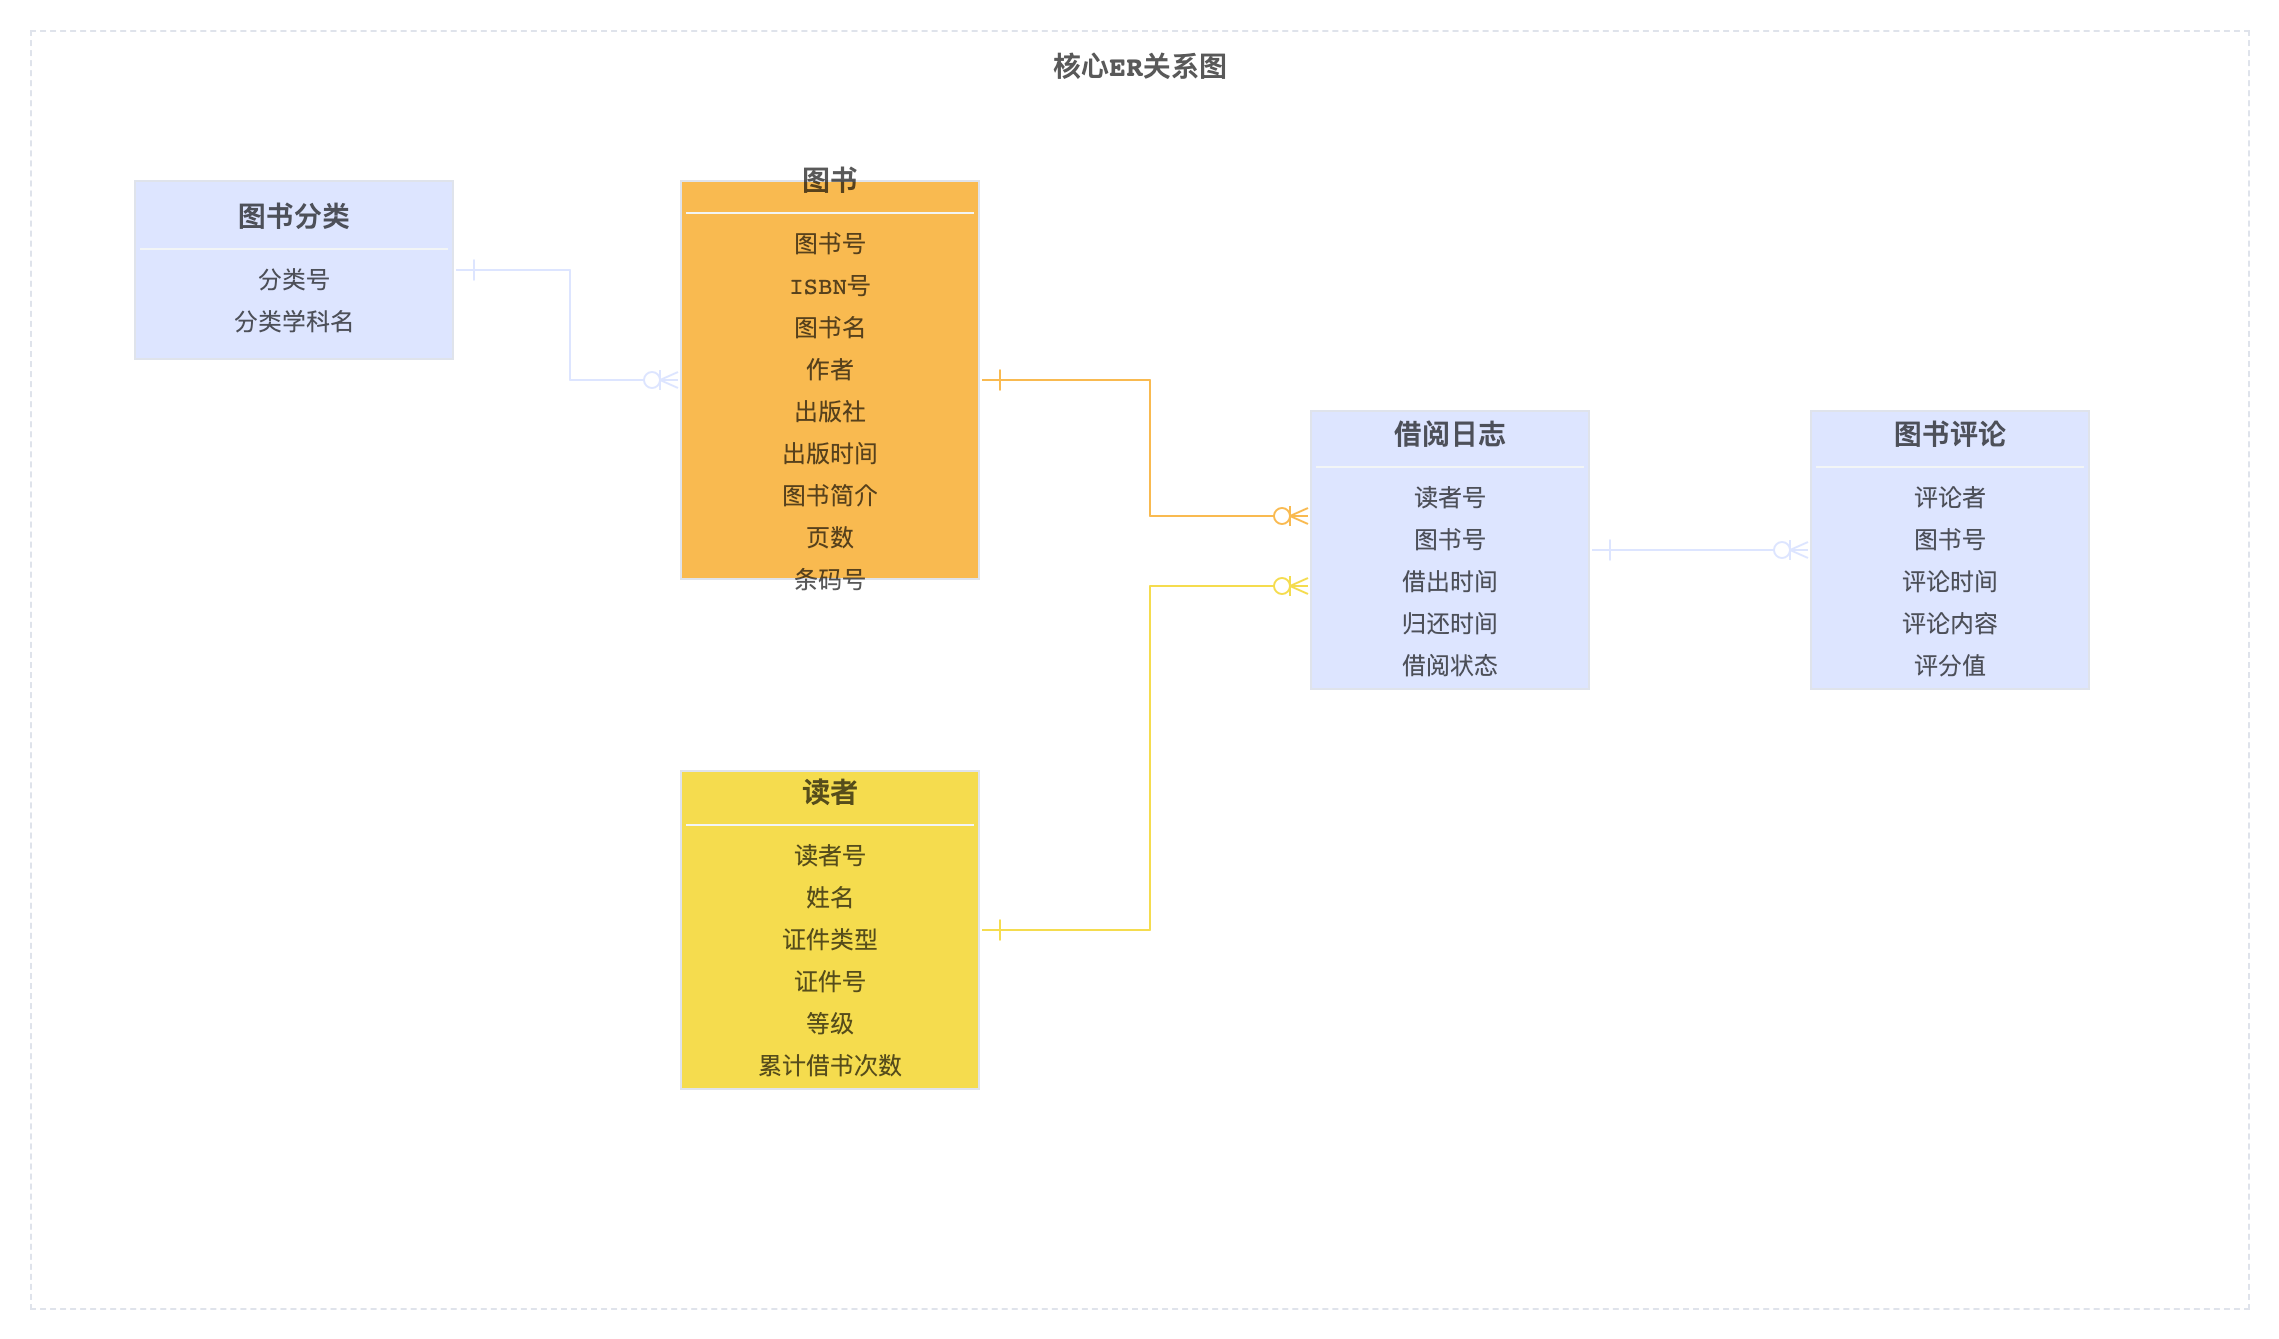 核心ER关系图
图书分类
分类号
分类学科名
图书
图书号
ISBN号
图书名
作者
出版社
出版时间
图书简介
页数
条码号
借阅日志
读者号
图书号
借出时间
归还时间
借阅状态
图书评论
评论者
图书号
评论时间
评论内容
评分值
读者
读者号
姓名
证件类型
证件号
等级
累计借书次数